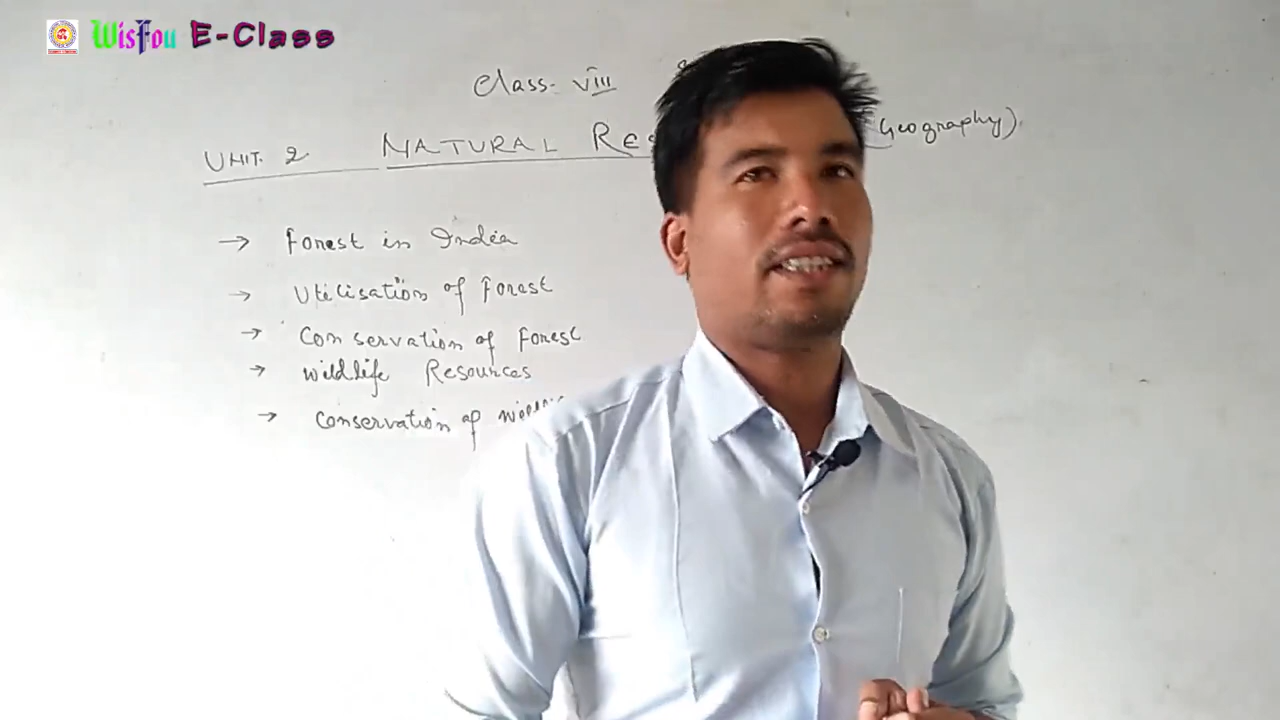 WisFou E-Class
Class- VIII
(Geography).
UNIT. 2 NATURAL RES
→ Forest in India
→ Utilisation of Forest
→ Conservation of Forest
→ Wildlife Resources
→ Conservation of